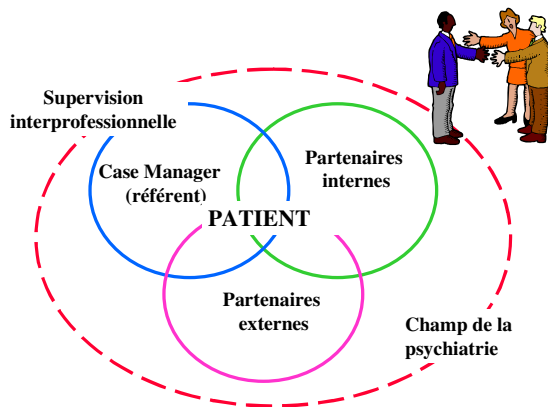 Supervision
interprofessionnelle
Case Manager
(référent)
Partenaires
internes
PATIENT
Partenaires
externes
Champ de la
psychiatrie